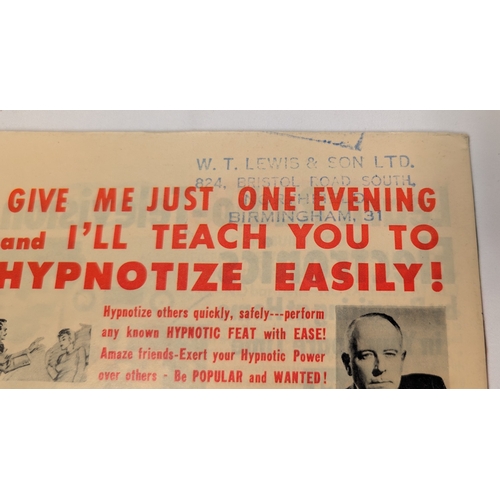 W. T. LEWIS & SON LTD.
824, BRISTOL ROAD SOUTH,
BIRMINGHAM, 31
GIVE ME JUST ONE EVENING
and I'LL TEACH YOU TO
HYPNOTIZE EASILY!
Hypnotize others quickly, safely---perform
any known HYPNOTIC FEAT with EASE!
Amaze friends-Exert your Hypnotic Power
over others - Be POPULAR and WANTED!